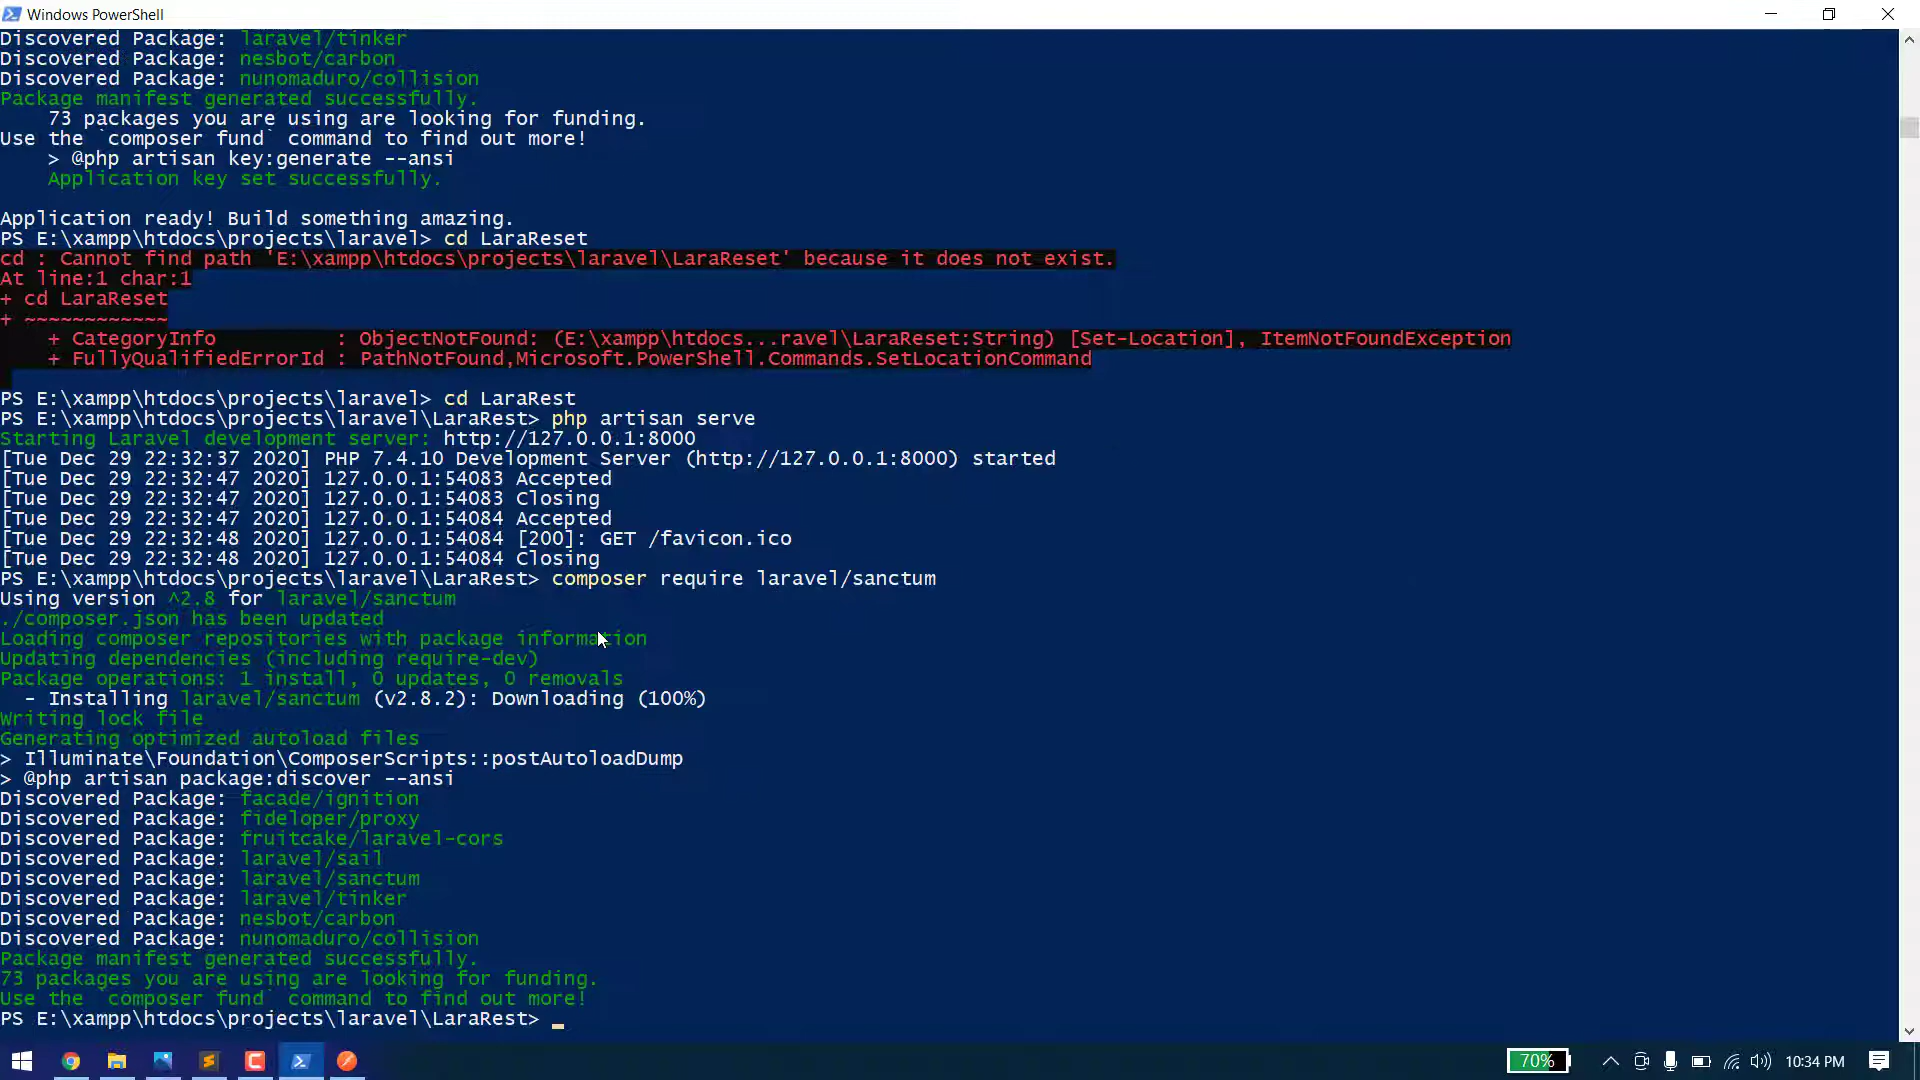 Windows PowerShell
Discovered Package: laravel/tinker
Discovered Package: nesbot/carbon
Discovered Package: nunomaduro/collision
Package manifest generated successfully.
73 packages you are using are looking for funding.
Use the `composer fund` command to find out more!
> @php artisan key:generate --ansi
Application key set successfully.
Application ready! Build something amazing.
PS E:\xampp\htdocs\projects\laravel> cd LaraReset
cd : Cannot find path 'E:\xampp\htdocs\projects\laravel\LaraReset' because it does not exist.
At line:1 char:1
+ cd LaraReset
+ ~~~~~~~~~~~~
+ CategoryInfo          : ObjectNotFound: (E:\xampp\htdocs...ravel\LaraReset:String) [Set-Location], ItemNotFoundException
+ FullyQualifiedErrorId : PathNotFound,Microsoft.PowerShell.Commands.SetLocationCommand
PS E:\xampp\htdocs\projects\laravel> cd LaraRest
PS E:\xampp\htdocs\projects\laravel\LaraRest> php artisan serve
Starting Laravel development server: http://127.0.0.1:8000
[Tue Dec 29 22:32:37 2020] PHP 7.4.10 Development Server (http://127.0.0.1:8000) started
[Tue Dec 29 22:32:47 2020] 127.0.0.1:54083 Accepted
[Tue Dec 29 22:32:47 2020] 127.0.0.1:54083 Closing
[Tue Dec 29 22:32:47 2020] 127.0.0.1:54084 Accepted
[Tue Dec 29 22:32:48 2020] 127.0.0.1:54084 [200]: GET /favicon.ico
[Tue Dec 29 22:32:48 2020] 127.0.0.1:54084 Closing
PS E:\xampp\htdocs\projects\laravel\LaraRest> composer require laravel/sanctum
Using version ^2.8 for laravel/sanctum
./composer.json has been updated
Loading composer repositories with package information
Updating dependencies (including require-dev)
Package operations: 1 install, 0 updates, 0 removals
- Installing laravel/sanctum (v2.8.2): Downloading (100%)
Writing lock file
Generating optimized autoload files
> Illuminate\Foundation\ComposerScripts::postAutoloadDump
> @php artisan package:discover --ansi
Discovered Package: facade/ignition
Discovered Package: fideloper/proxy
Discovered Package: fruitcake/laravel-cors
Discovered Package: laravel/sail
Discovered Package: laravel/sanctum
Discovered Package: laravel/tinker
Discovered Package: nesbot/carbon
Discovered Package: nunomaduro/collision
Package manifest generated successfully.
73 packages you are using are looking for funding.
Use the `composer fund` command to find out more!
PS E:\xampp\htdocs\projects\laravel\LaraRest>
70%
10:34 PM